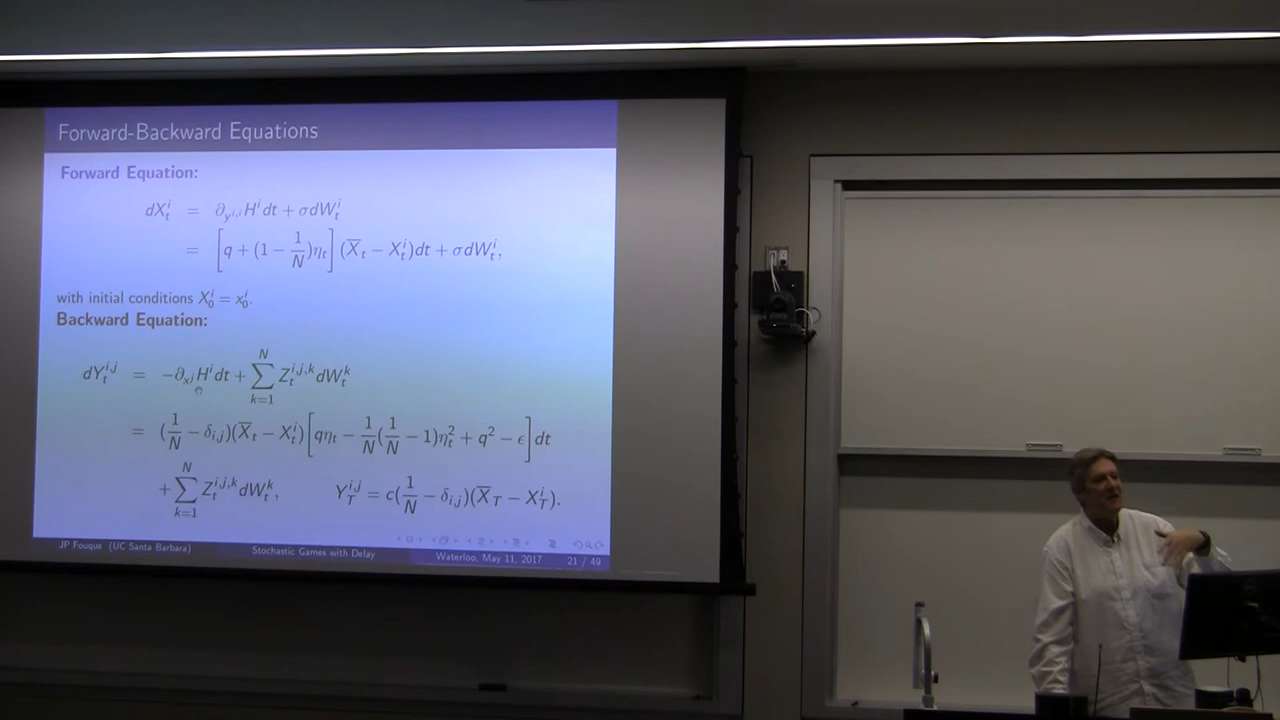 Forward-Backward Equations
Forward Equation:
dX_t^i = ∂_{y^{i,i}} H^i dt + σdW_t^i
= [q + (1 − 1/N)η_t] (X̅_t − X_t^i)dt + σdW_t^i,
with initial conditions X_0^i = x_0^i.
Backward Equation:
dY_t^{i,j} = −∂_{x^j} H^i dt + ∑_{k=1}^N Z_t^{i,j,k} dW_t^k
= (1/N − δ_{i,j})(X̅_t − X_t^i)[qη_t − 1/N(1/N − 1)η_t^2 + q^2 − ϵ]dt
+ ∑_{k=1}^N Z_t^{i,j,k} dW_t^k, Y_T^{i,j} = c(1/N − δ_{i,j})(X̅_T − X_T^i).
JP Fouque (UC Santa Barbara) Stochastic Games with Delay Waterloo, May 11, 2017 21 / 49